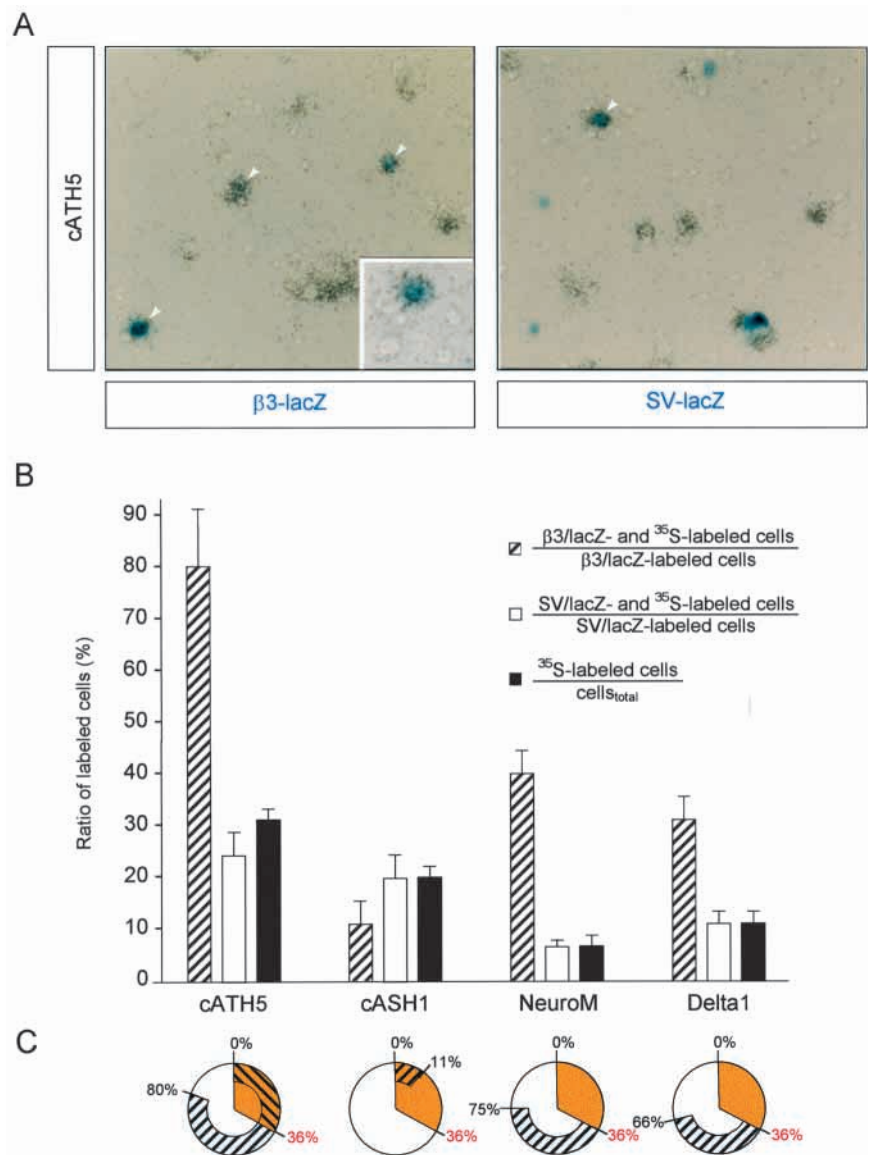 A
cATH5
β3-lacZ
SV-lacZ
B
Ratio of labeled cells (%)
90
80
70
60
50
40
30
20
10
0
β3/lacZ- and ³⁵S-labeled cells
β3/lacZ-labeled cells
SV/lacZ- and ³⁵S-labeled cells
SV/lacZ-labeled cells
³⁵S-labeled cells
cells_total
cATH5 cASH1 NeuroM Delta1
C
0% 0% 0% 0%
80% 11% 75% 66%
36% 36% 36% 36%